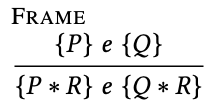 FRAME
{P} e {Q}
{P * R} e {Q * R}